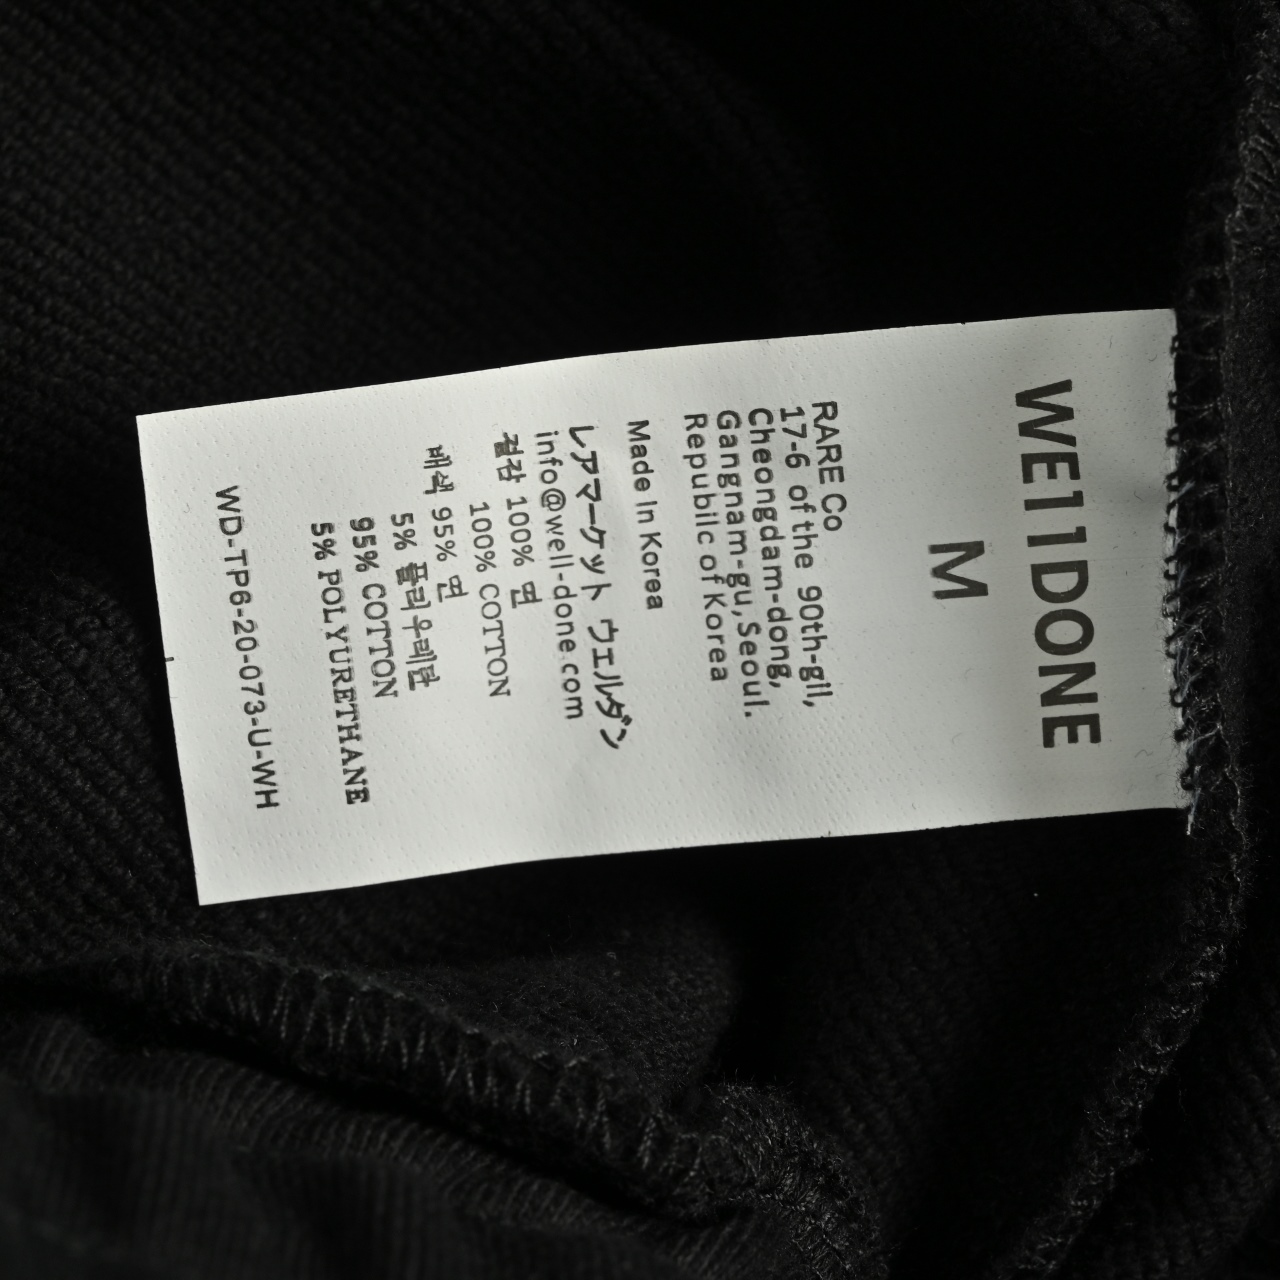 WE11DONE
M
RARE Co
17-6 of the 90th-gil,
Cheongdam-dong,
Gangnam-gu, Seoul.
Republic of Korea
Made In Korea
レアマーケット ウェルダン
info@well-done.com
겉감 100% 면
100% COTTON
배색 95% 면
5% 폴리우레탄
95% COTTON
5% POLYURETHANE
WD-TP6-20-073-U-WH